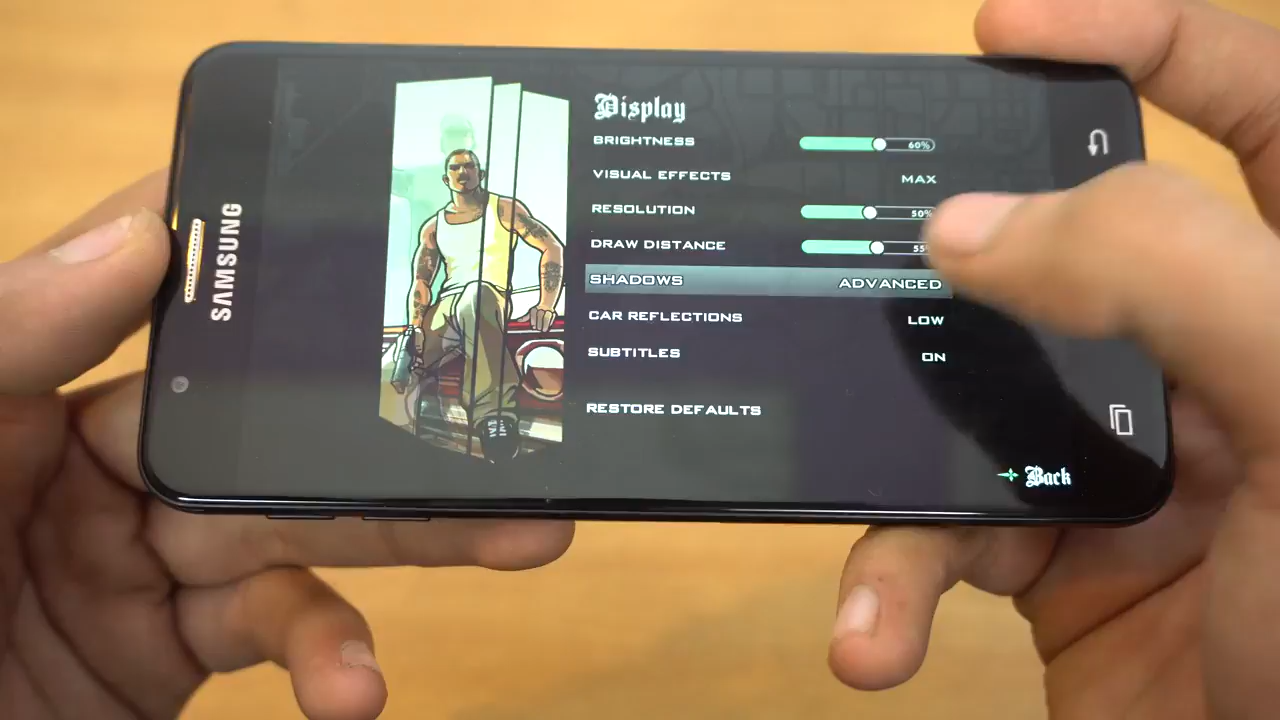 SAMSUNG
Display
BRIGHTNESS 60%
VISUAL EFFECTS MAX
RESOLUTION 50%
DRAW DISTANCE 55
SHADOWS ADVANCED
CAR REFLECTIONS LOW
SUBTITLES ON
RESTORE DEFAULTS
Back